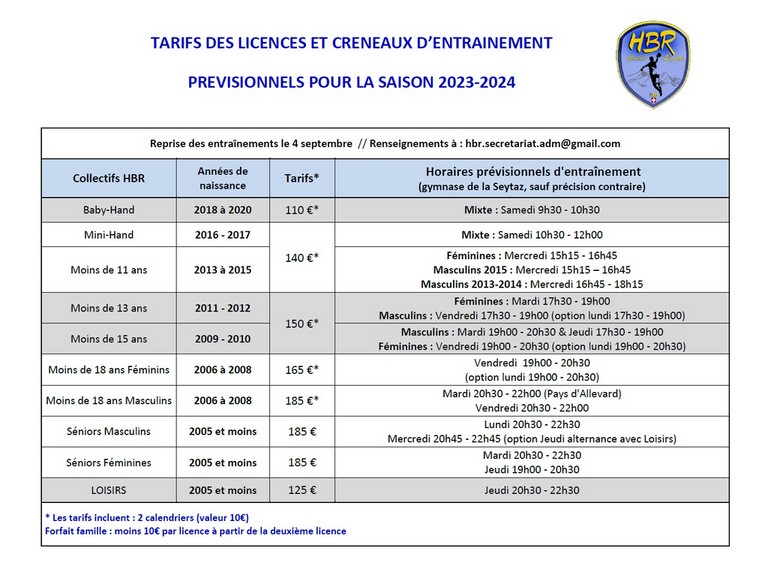 TARIFS DES LICENCES ET CRENEAUX D'ENTRAINEMENT
PREVISIONNELS POUR LA SAISON 2023-2024
HBR
Reprise des entraînements le 4 septembre // Renseignements à : hbr.secretariat.adm@gmail.com
Collectifs HBR
Années de
naissance
Tarifs*
Horaires prévisionnels d'entraînement
(gymnase de la Seytaz, sauf précision contraire)
Baby-Hand
2018 à 2020
110 €*
Mixte : Samedi 9h30 - 10h30
Mini-Hand
2016 - 2017
140 €*
Mixte : Samedi 10h30 - 12h00
Moins de 11 ans
2013 à 2015
Féminines : Mercredi 15h15 - 16h45
Masculins 2015 : Mercredi 15h15 – 16h45
Masculins 2013-2014 : Mercredi 16h45 - 18h15
Moins de 13 ans
2011 - 2012
150 €*
Féminines : Mardi 17h30 - 19h00
Masculins : Vendredi 17h30 - 19h00 (option lundi 17h30 - 19h00)
Moins de 15 ans
2009 - 2010
Masculins : Mardi 19h00 - 20h30 & Jeudi 17h30 - 19h00
Féminines : Vendredi 19h00 - 20h30 (option lundi 19h00 - 20h30)
Moins de 18 ans Féminins
2006 à 2008
165 €*
Vendredi 19h00 - 20h30
(option lundi 19h00 - 20h30)
Moins de 18 ans Masculins
2006 à 2008
185 €*
Mardi 20h30 - 22h00 (Pays d'Allevard)
Vendredi 20h30 - 22h00
Séniors Masculins
2005 et moins
185 €
Lundi 20h30 - 22h30
Mercredi 20h45 - 22h45 (option Jeudi alternance avec Loisirs)
Séniors Féminines
2005 et moins
185 €
Mardi 20h30 - 22h30
Jeudi 19h00 - 20h30
LOISIRS
2005 et moins
125 €
Jeudi 20h30 - 22h30
* Les tarifs incluent : 2 calendriers (valeur 10€)
Forfait famille : moins 10€ par licence à partir de la deuxième licence